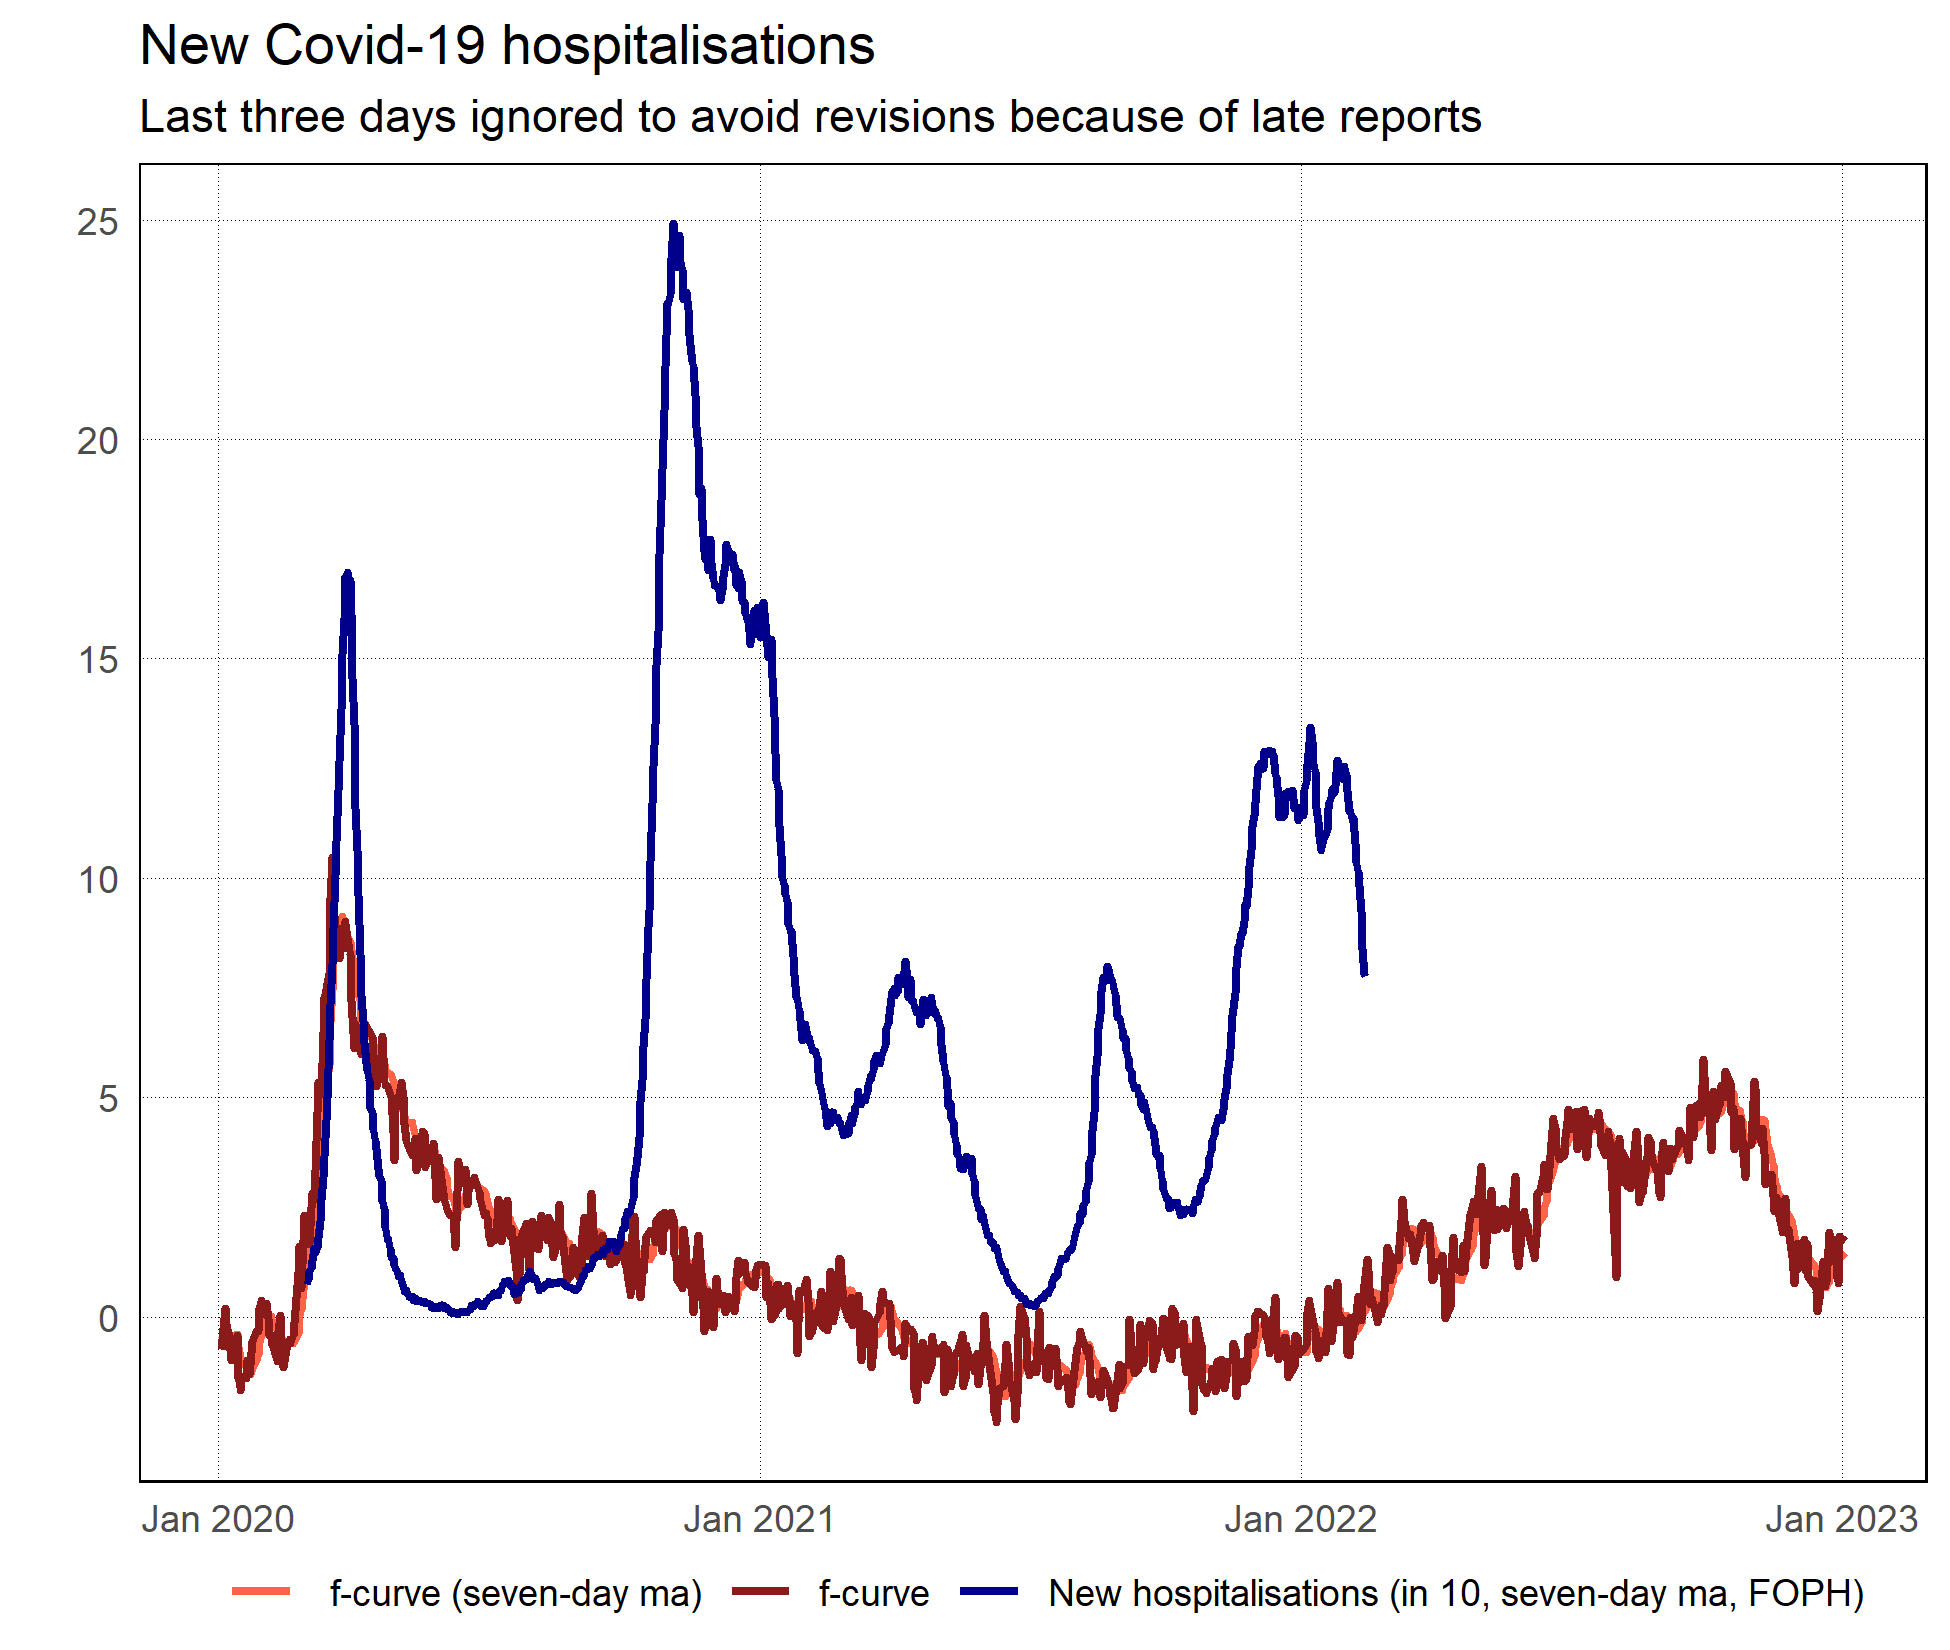 New Covid-19 hospitalisations
Last three days ignored to avoid revisions because of late reports
25
20
15
10
5
0
Jan 2020 Jan 2021 Jan 2022 Jan 2023
f-curve (seven-day ma) f-curve New hospitalisations (in 10, seven-day ma, FOPH)